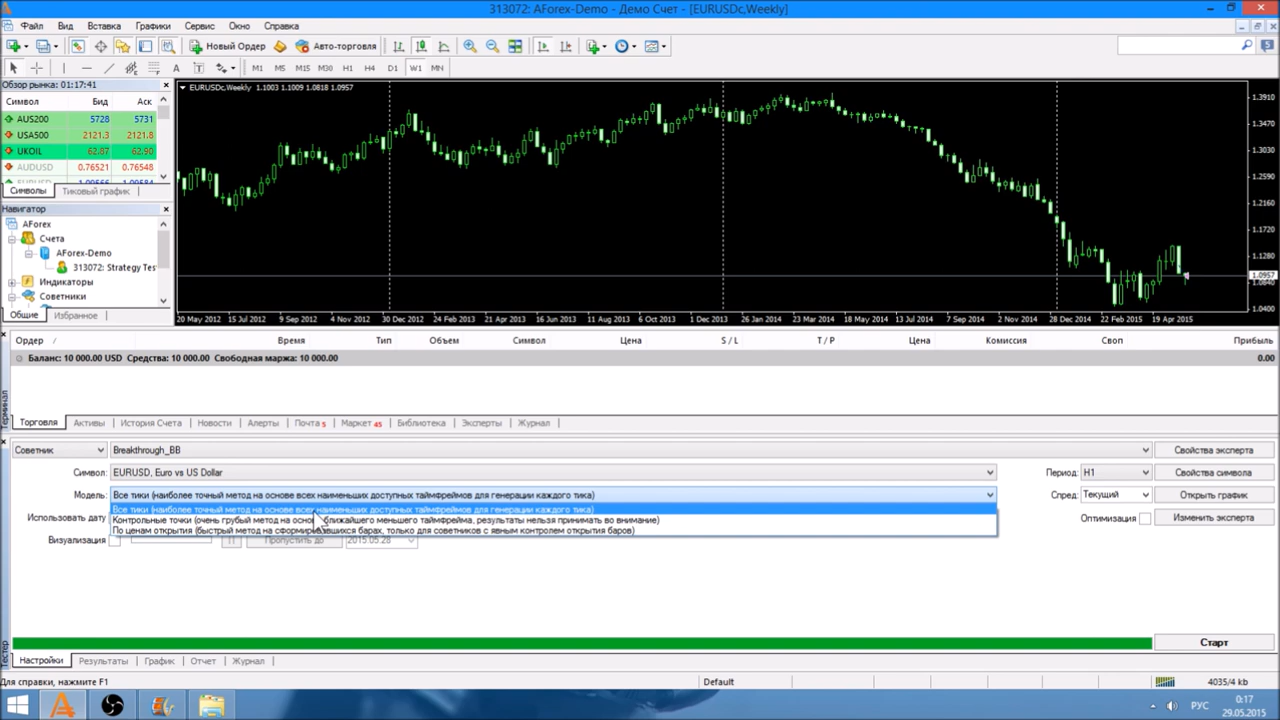 313072: AForex-Demo - Демо Счет - [EURUSDc,Weekly]
Файл Вид Вставка Графики Сервис Окно Справка
Новый Ордер Авто-торговля 5
A T M1 M5 M15 M30 H1 H4 D1 W1 MN
Обзор рынка: 01:17:41
Символ Бид Аск
AUS200 5728 5731
USA500 2121.3 2121.8
UKOIL 62.87 62.90
AUDUSD 0.76521 0.76548
Символы Тиковый график
Навигатор
AForex
Счета
AForex-Demo
313072: Strategy Tes
Индикаторы
Советники
Общие Избранное
EURUSDc,Weekly 1.1003 1.1009 1.0818 1.0957
1.3910
1.3470
1.3030
1.2590
1.2160
1.1720
1.1280
1.0957
1.0840
1.0400
20 May 2012 15 Jul 2012 9 Sep 2012 4 Nov 2012 30 Dec 2012 24 Feb 2013 21 Apr 2013 16 Jun 2013 11 Aug 2013 6 Oct 2013 1 Dec 2013 26 Jan 2014 23 Mar 2014 18 May 2014 13 Jul 2014 7 Sep 2014 2 Nov 2014 28 Dec 2014 22 Feb 2015 19 Apr 2015
Ордер / Время Тип Объем Символ Цена S / L T / P Цена Комиссия Своп Прибыль
Баланс: 10 000.00 USD Средства: 10 000.00 Свободная маржа: 10 000.00 0.00
Терминал
Торговля Активы История Счета Новости Алерты Почта 5 Маркет 45 Библиотека Эксперты Журнал
Советник Breakthrough_BB Свойства эксперта
Символ: EURUSD, Euro vs US Dollar Период: H1 Свойства символа
Модель: Все тики (наиболее точный метод на основе всех наименьших доступных таймфреймов для генерации каждого тика) Спред: Текущий Открыть график
Все тики (наиболее точный метод на основе всех наименьших доступных таймфреймов для генерации каждого тика)
Использовать дату Контрольные точки (очень грубый метод на основ ближайшего меньшего таймфрейма, результаты нельзя принимать во внимание) Оптимизация Изменить эксперта
По ценам открытия (быстрый метод на сформировавшихся барах, только для советников с явным контролем открытия баров)
Визуализация Пропустить до 2015.05.28
Старт
Тестер
Настройки Результаты График Отчет Журнал
Для справки, нажмите F1 Default 4035/4 kb
РУС 0:17
29.05.2015